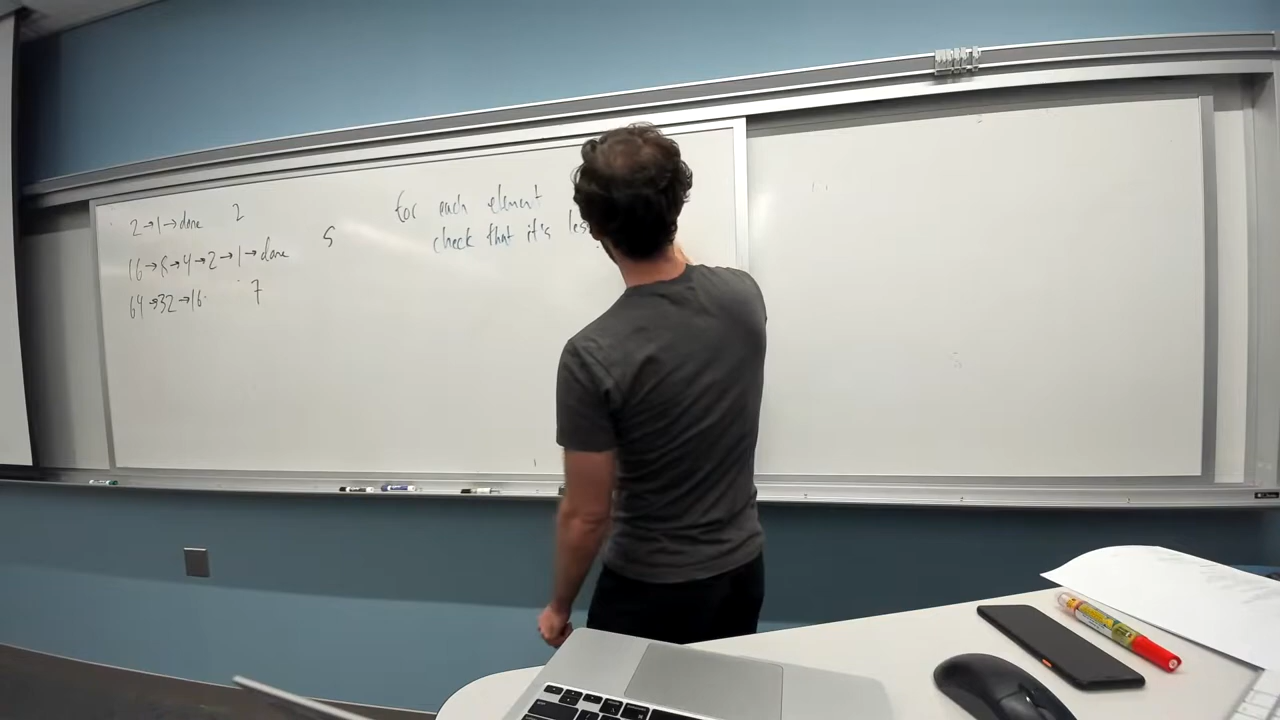 2→1→done 2
16→8→4→2→1→done 5
64→32→16 7
for each element
check that it's les